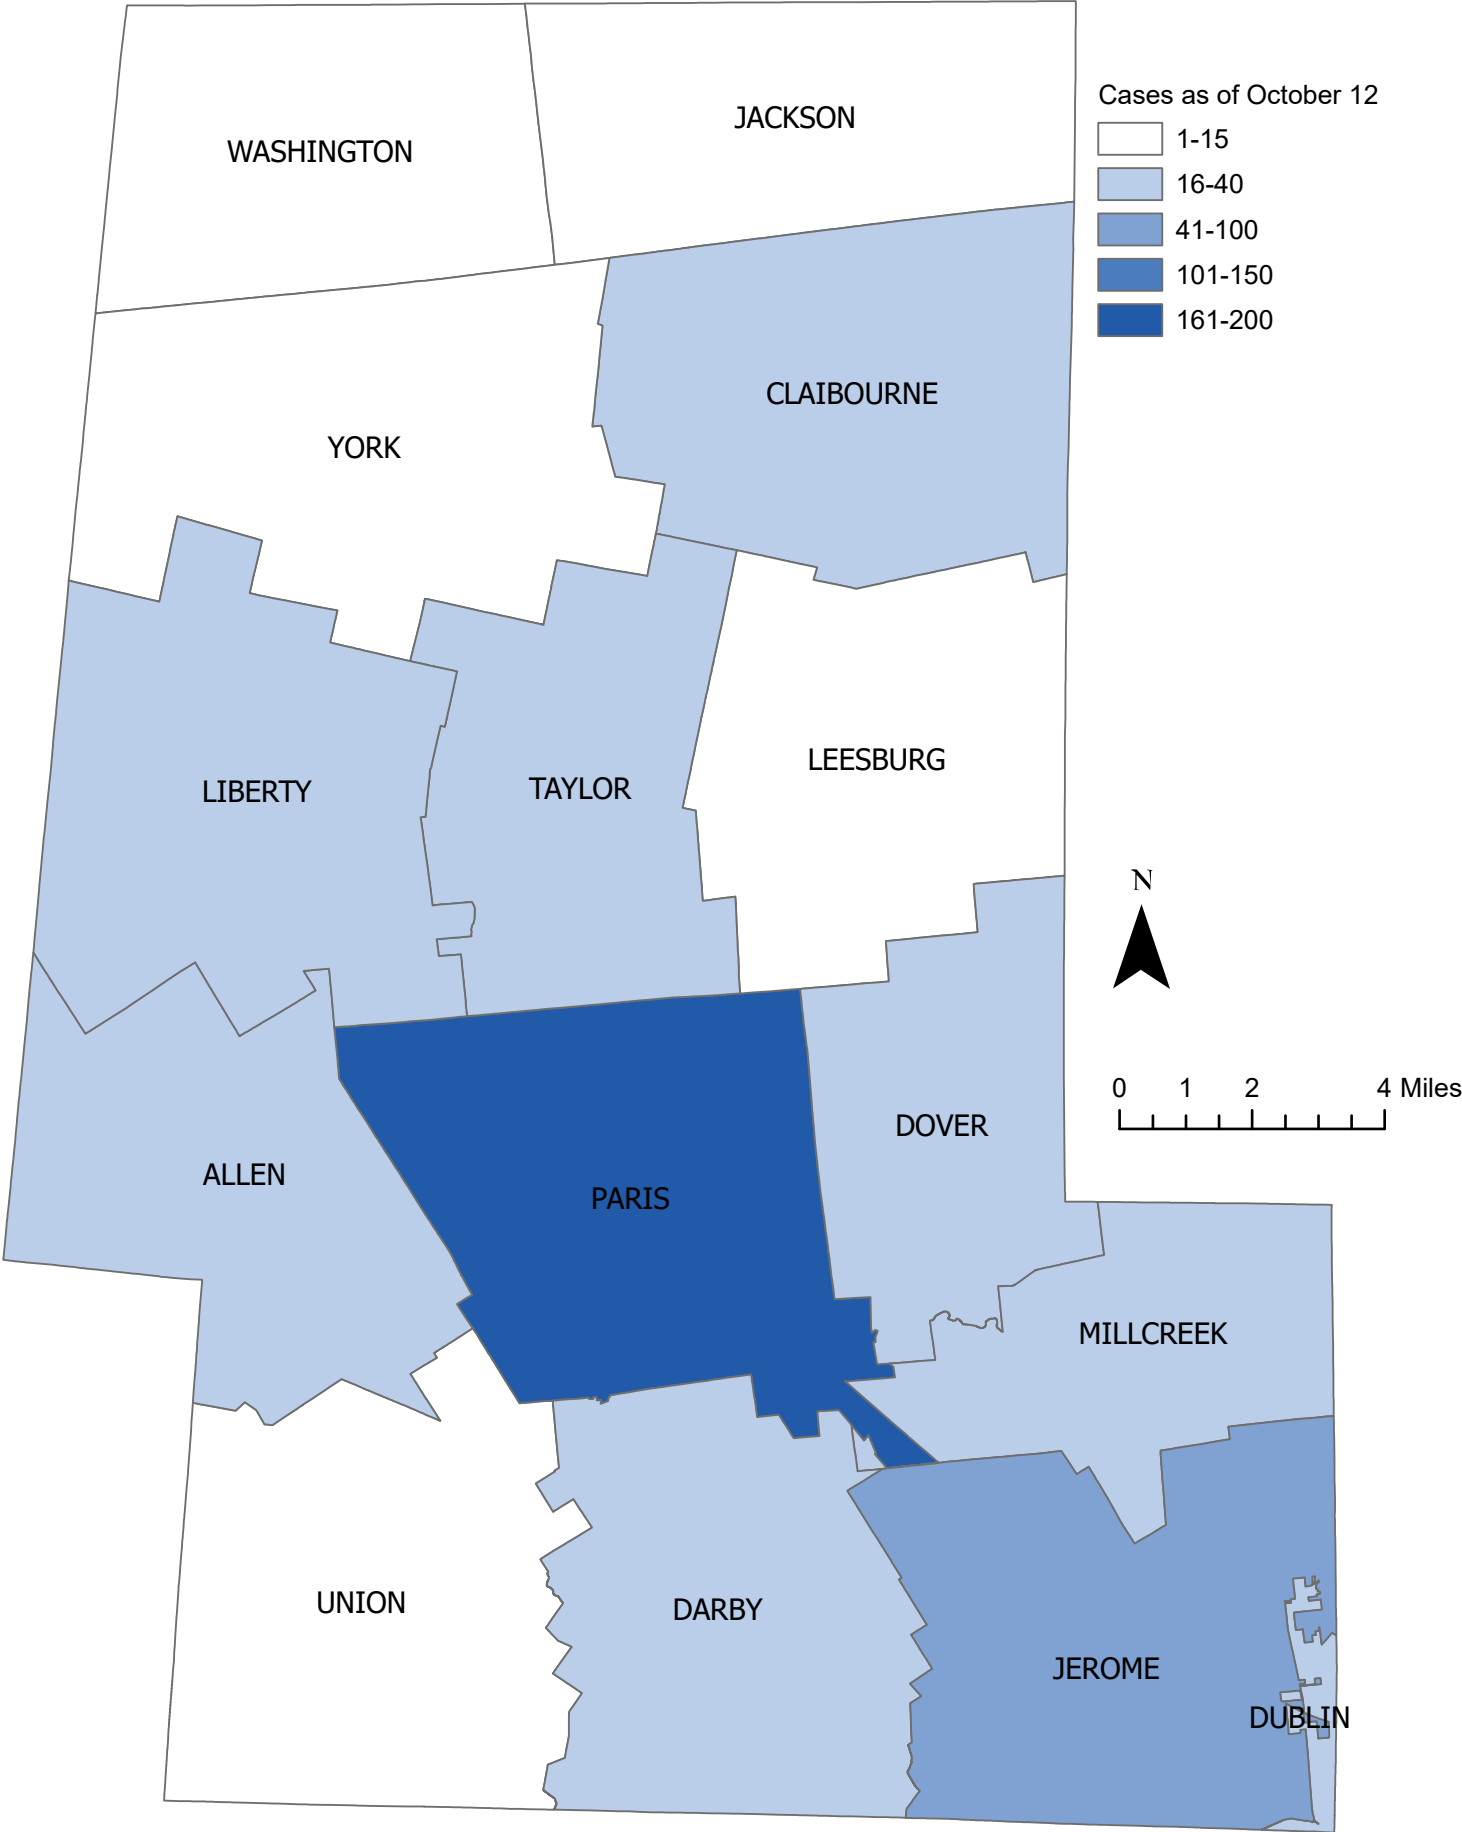 WASHINGTON
JACKSON
Cases as of October 12
1-15
16-40
41-100
101-150
161-200
CLAIBOURNE
YORK
LEESBURG
LIBERTY
TAYLOR
N
0 1 2 4 Miles
DOVER
ALLEN
PARIS
MILLCREEK
UNION
DARBY
JEROME
DUBLIN